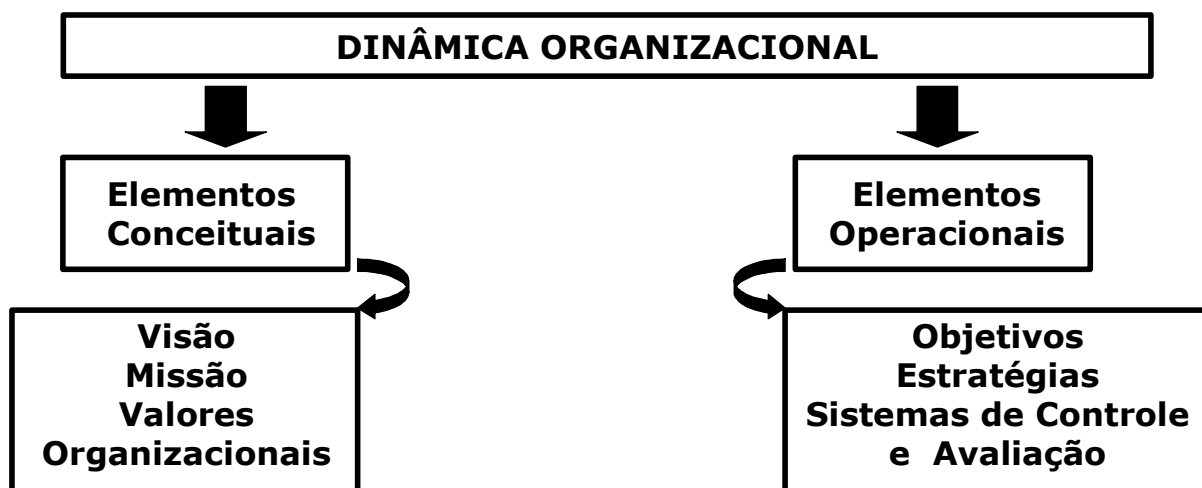 DINÂMICA ORGANIZACIONAL
Elementos
Conceituais
Elementos
Operacionais
Visão
Missão
Valores
Organizacionais
Objetivos
Estratégias
Sistemas de Controle
e Avaliação